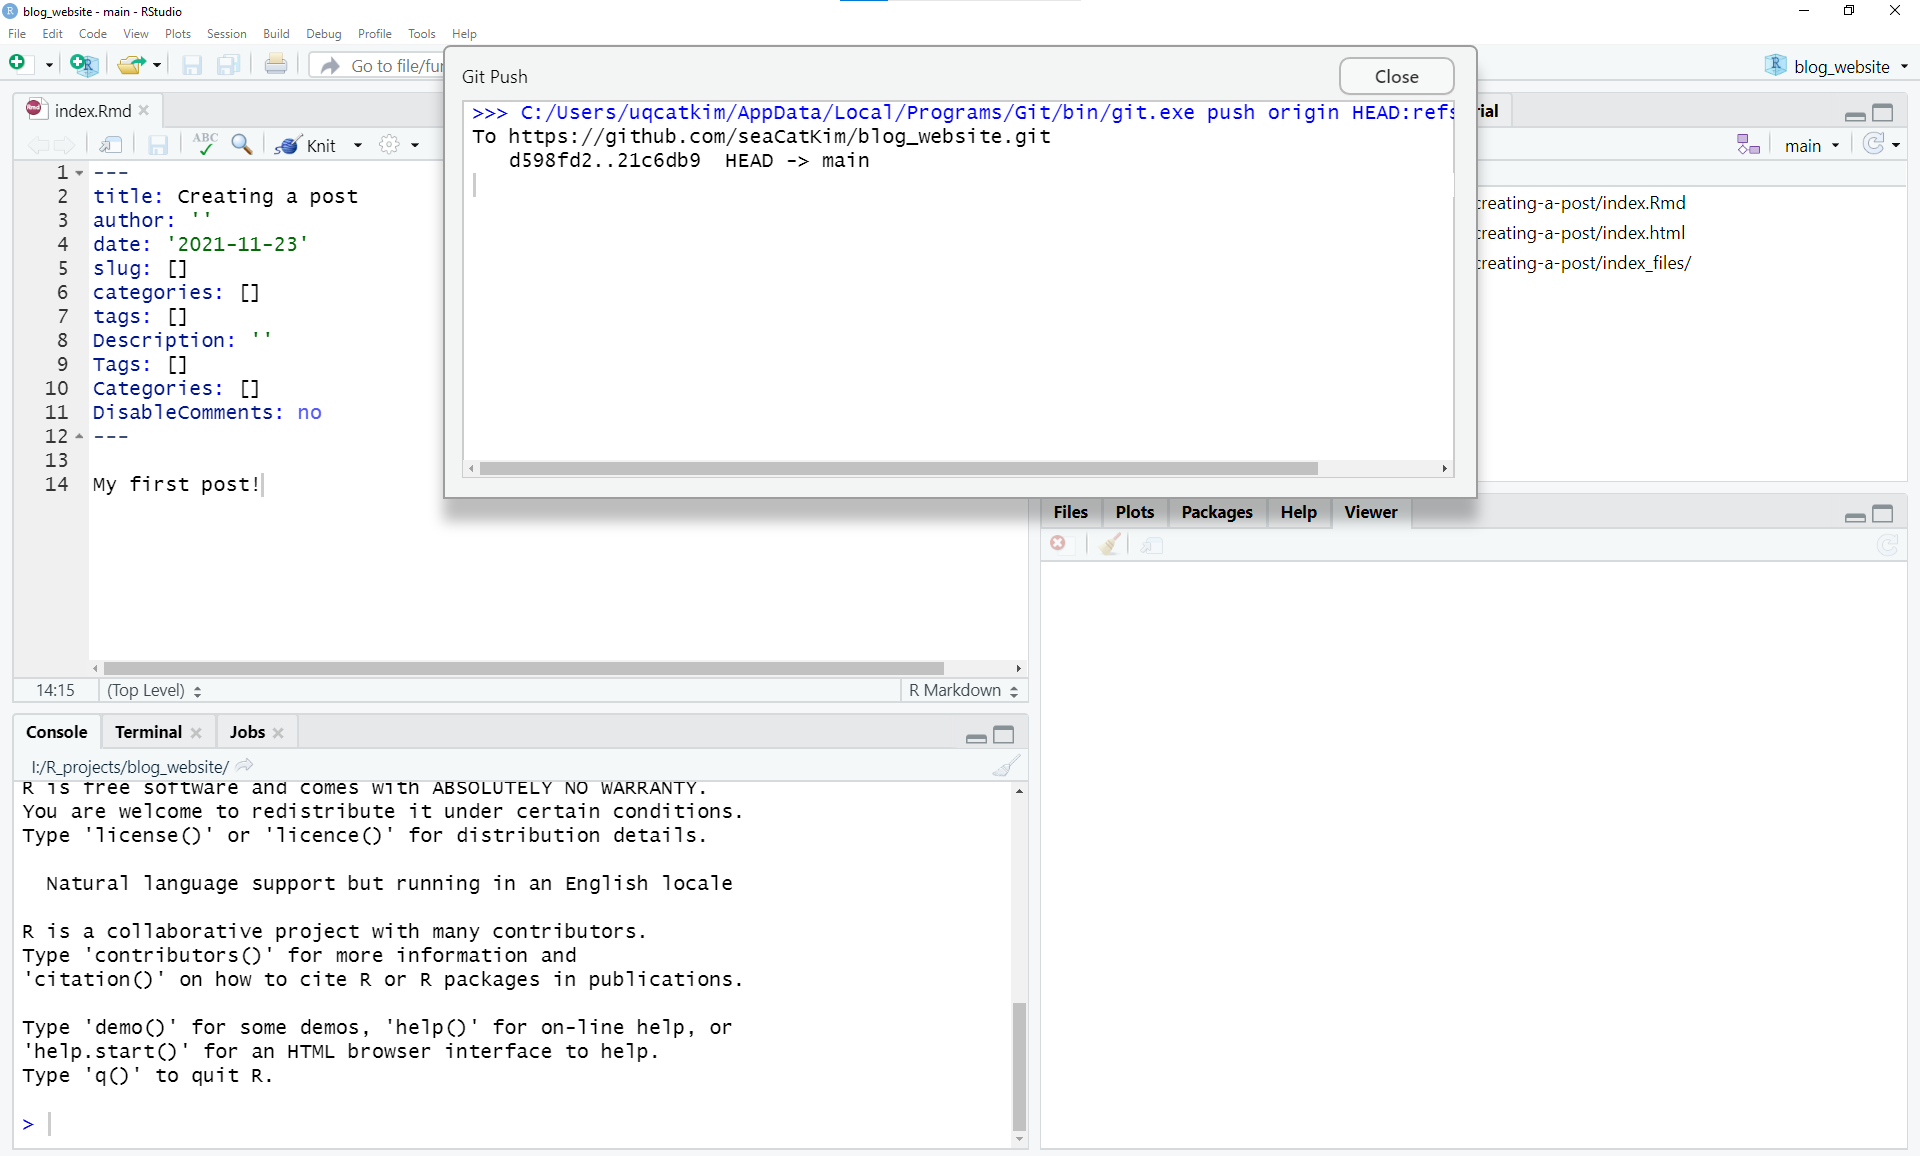 blog_website - main - RStudio
File Edit Code View Plots Session Build Debug Profile Tools Help
Go to file/fu
blog_website
Git Push
Close
>>> C:/Users/uqcatkim/AppData/Local/Programs/Git/bin/git.exe push origin HEAD:refs
To https://github.com/seaCatKim/blog_website.git
d598fd2..21c6db9 HEAD -> main
index.Rmd
ABC
Knit
1 ---
2 title: Creating a post
3 author: ''
4 date: '2021-11-23'
5 slug: []
6 categories: []
7 tags: []
8 Description: ''
9 Tags: []
10 Categories: []
11 DisableComments: no
12 ---
13
14 My first post!
14:15 (Top Level) R Markdown
rial
main
creating-a-post/index.Rmd
creating-a-post/index.html
creating-a-post/index_files/
Files Plots Packages Help Viewer
Console Terminal Jobs
I:/R_projects/blog_website/
R is free software and comes with ABSOLUTELY NO WARRANTY.
You are welcome to redistribute it under certain conditions.
Type 'license()' or 'licence()' for distribution details.
Natural language support but running in an English locale
R is a collaborative project with many contributors.
Type 'contributors()' for more information and
'citation()' on how to cite R or R packages in publications.
Type 'demo()' for some demos, 'help()' for on-line help, or
'help.start()' for an HTML browser interface to help.
Type 'q()' to quit R.
>